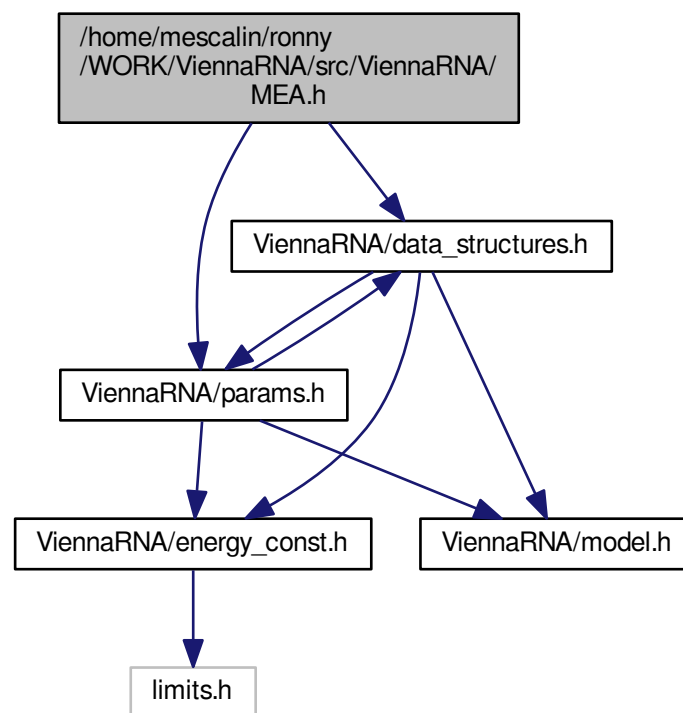 /home/mescalin/ronny
/WORK/ViennaRNA/src/ViennaRNA/
MEA.h
ViennaRNA/data_structures.h
ViennaRNA/params.h
ViennaRNA/energy_const.h
ViennaRNA/model.h
limits.h